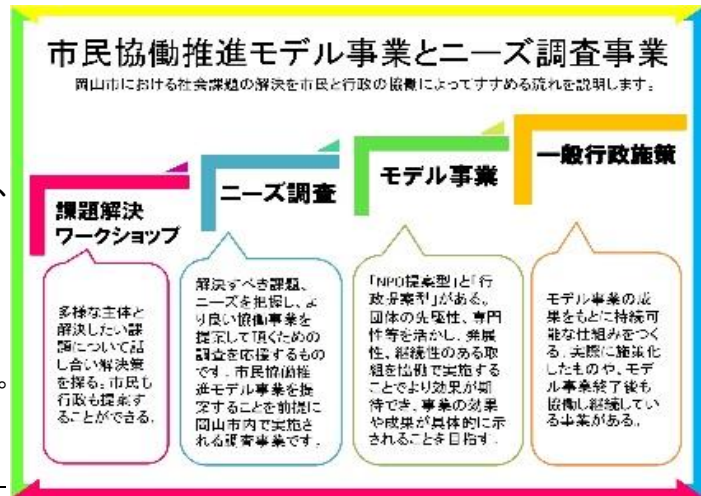 市民協働推進モデル事業とニーズ調査事業
岡山市における社会課題の解決を市民と行政の協働によってすすめる流れを説明します。
課題解決
ワークショップ
多様な主体と
解決したい課
題について話
し合い解決策
を探る。市民も
行政も提案す
ることができる。
ニーズ調査
解決すべき課題、
ニーズを把握し、よ
り良い協働事業を
提案して頂くための
調査を応援するもの
です。市民協働推
進モデル事業を提
案することを前提に
岡山市内で実施さ
れる調査事業です。
モデル事業
「NPO提案型」と「行
政提案型」がある。
団体の先駆性、専門
性等を活かし、発展
性、継続性のある取
組を協働で実施する
ことでより効果が期
待でき、事業の効果
や成果が具体的に示
されることを目指す。
一般行政施策
モデル事業の成
果をもとに持続可
能な仕組みをつく
る。実際に施策化
したものや、モデ
ル事業終了後も
協働し継続してい
る事業がある。
、
。